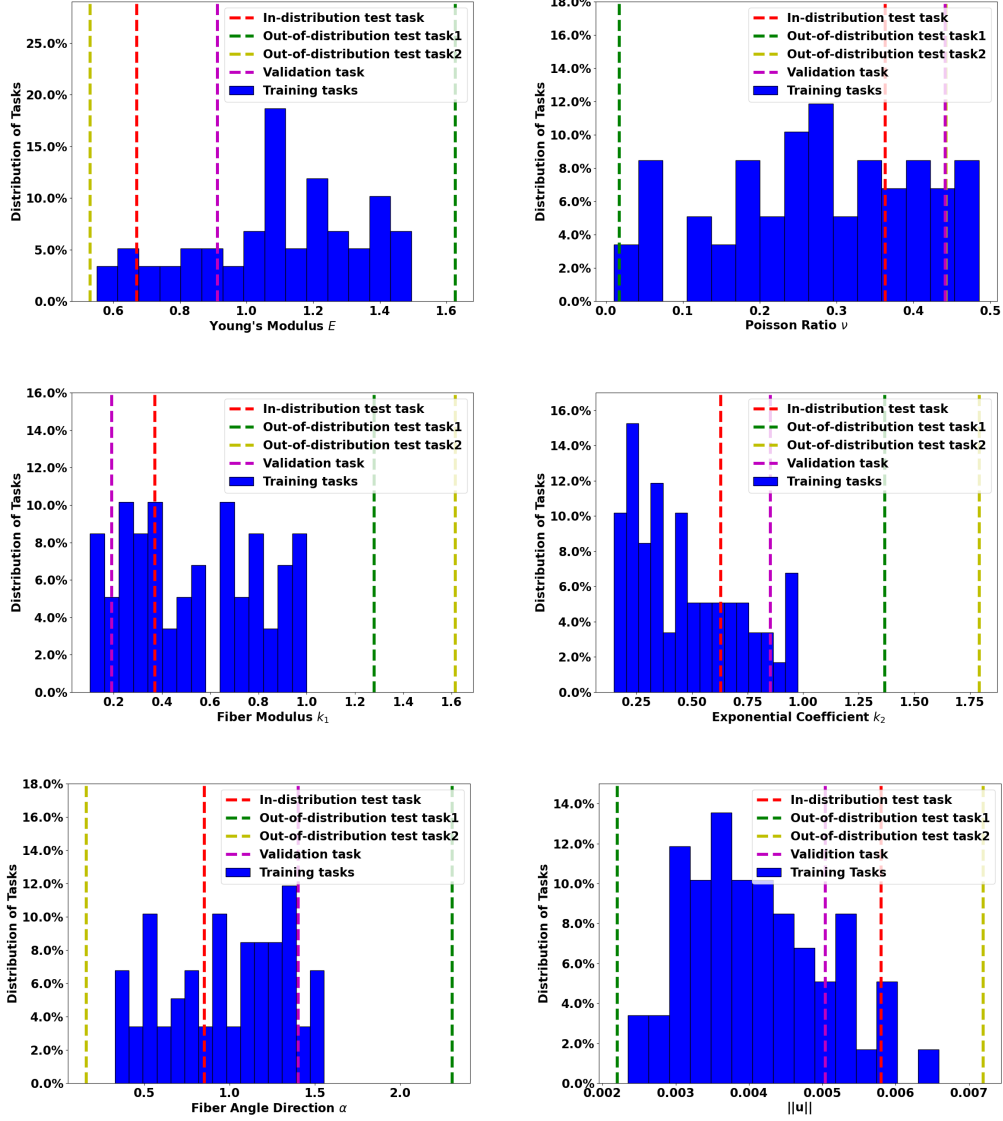 In-distribution test task
Out-of-distribution test task1
Out-of-distribution test task2
Validation task
Training tasks
25.0%
20.0%
15.0%
10.0%
5.0%
0.0%
Distribution of Tasks
0.6
0.8
1.0
1.2
1.4
1.6
Young's Modulus E
In-distribution test task
Out-of-distribution test task1
Out-of-distribution test task2
Validation task
Training tasks
18.0%
16.0%
14.0%
12.0%
10.0%
8.0%
6.0%
4.0%
2.0%
0.0%
Distribution of Tasks
0.0
0.1
0.2
0.3
0.4
0.5
Poisson Ratio ν
In-distribution test task
Out-of-distribution test task1
Out-of-distribution test task2
Validation task
Training tasks
16.0%
14.0%
12.0%
10.0%
8.0%
6.0%
4.0%
2.0%
0.0%
Distribution of Tasks
0.2
0.4
0.6
0.8
1.0
1.2
1.4
1.6
Fiber Modulus k₁
In-distribution test task
Out-of-distribution test task1
Out-of-distribution test task2
Validation task
Training tasks
16.0%
14.0%
12.0%
10.0%
8.0%
6.0%
4.0%
2.0%
0.0%
Distribution of Tasks
0.25
0.50
0.75
1.00
1.25
1.50
1.75
Exponential Coefficient k₂
In-distribution test task
Out-of-distribution test task1
Out-of-distribution test task2
Validation task
Training Tasks
18.0%
16.0%
14.0%
12.0%
10.0%
8.0%
6.0%
4.0%
2.0%
0.0%
Distribution of Tasks
0.5
1.0
1.5
2.0
Fiber Angle Direction α
In-distribution test task
Out-of-distribution test task1
Out-of-distribution test task2
Validition task
Training Tasks
14.0%
12.0%
10.0%
8.0%
6.0%
4.0%
2.0%
0.0%
Distribution of Tasks
0.002
0.003
0.004
0.005
0.006
0.007
||u||